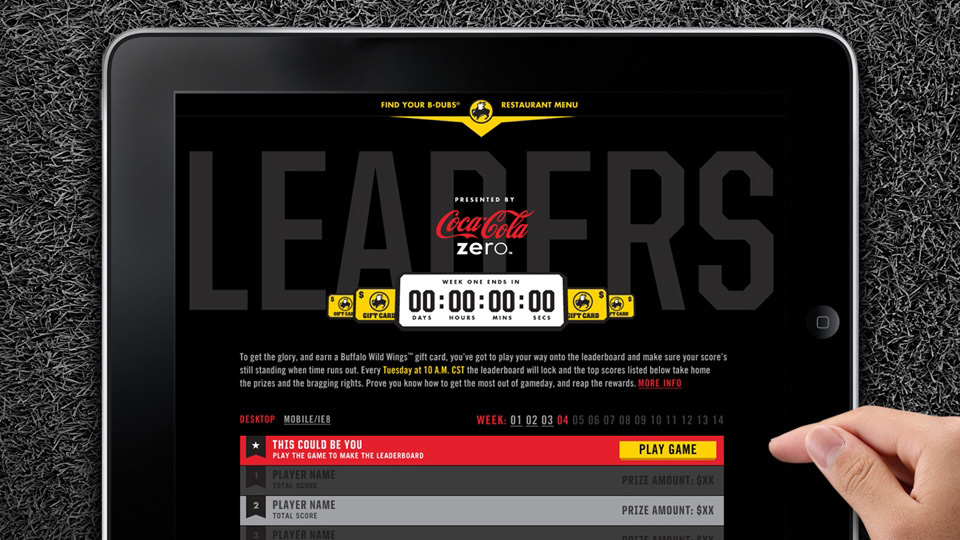 FIND YOUR B-DUBS® RESTAURANT MENU
LEADERS
PRESENTED BY
Coca-Cola
zero™
WEEK ONE ENDS IN
00:00:00:00
DAYS HOURS MINS SECS
$ GIFT CARD
$ GIFT CARD
GIFT CARD $
GIFT CARD $
To get the glory, and earn a Buffalo Wild Wings™ gift card, you've got to play your way onto the leaderboard and make sure your score's
still standing when time runs out. Every Tuesday at 10 A.M. CST the leaderboard will lock and the top scores listed below take home
the prizes and the bragging rights. Prove you know how to get the most out of gameday, and reap the rewards. MORE INFO
DESKTOP MOBILE/IE8 WEEK: 01 02 03 04 05 06 07 08 09 10 11 12 13 14
THIS COULD BE YOU
PLAY THE GAME TO MAKE THE LEADERBOARD
PLAY GAME
1 PLAYER NAME
TOTAL SCORE
PRIZE AMOUNT: $XX
2 PLAYER NAME
TOTAL SCORE
PRIZE AMOUNT: $XX
3 PLAYER NAME
PRIZE AMOUNT: $XX